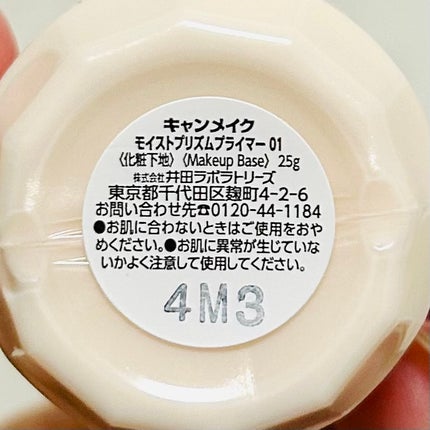 キャンメイク
モイストプリズムプライマー 01
〈化粧下地〉〈Makeup Base〉 25g
株式会社 井田ラボラトリーズ
東京都千代田区麹町4-2-6
お問い合わせ先☎0120-44-1184
●お肌に合わないときはご使用をおや
めください。●お肌に異常が生じていな
いかよく注意して使用してください。
4M3